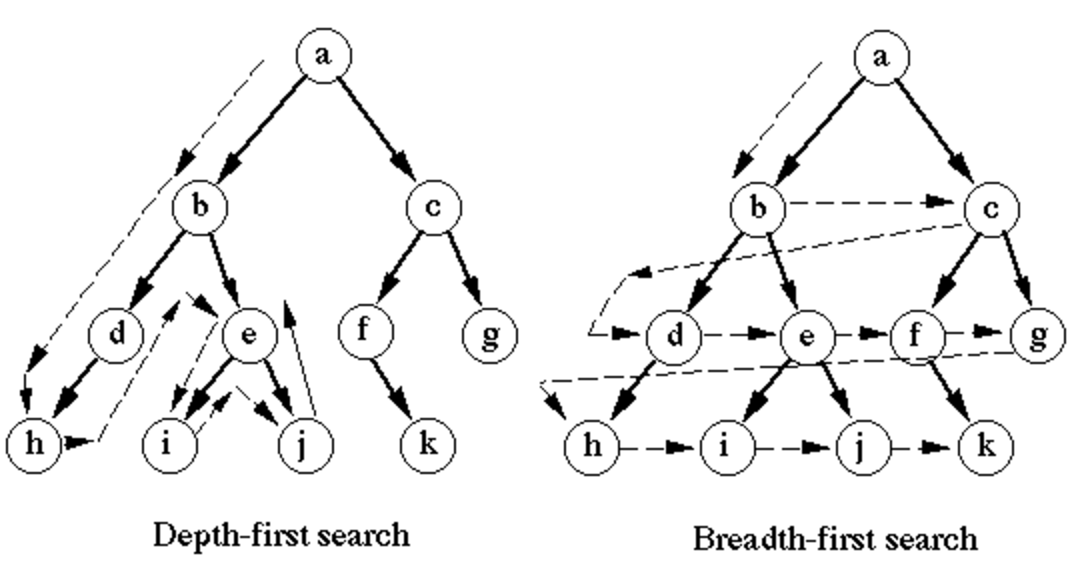 a a
b c b c
d e f g d e f g
h i j k h i j k
Depth-first search Breadth-first search